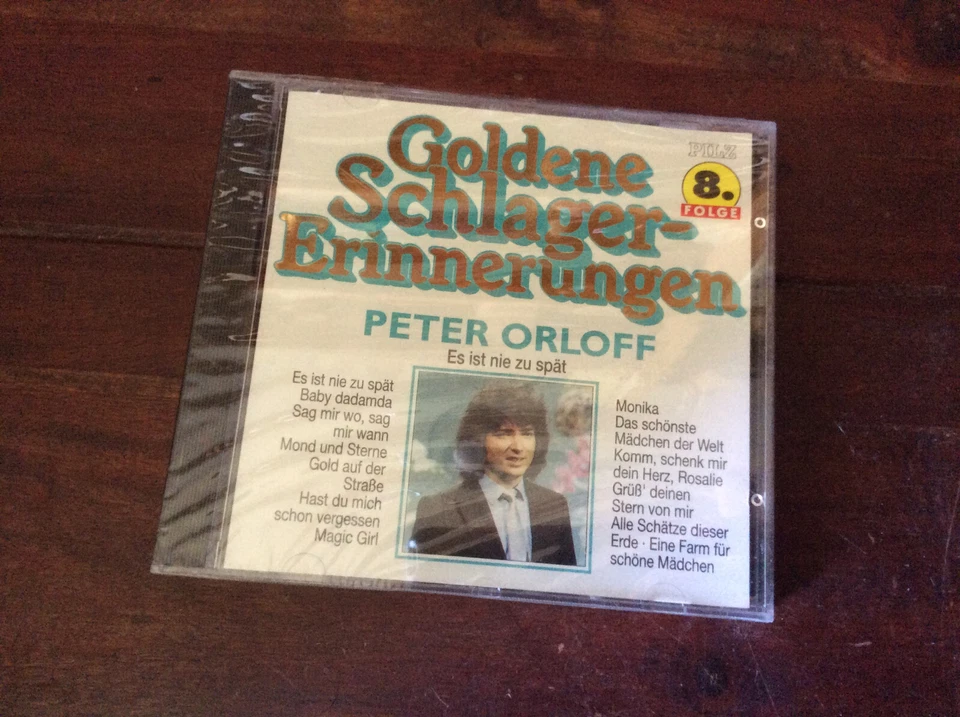 Goldene
Schlager-
Erinnerungen
PILZ
8.
FOLGE
PETER ORLOFF
Es ist nie zu spät
Es ist nie zu spät
Baby dadamda
Sag mir wo, sag
mir wann
Mond und Sterne
Gold auf der
Straße
Hast du mich
schon vergessen
Magic Girl
Monika
Das schönste
Mädchen der Welt
Komm, schenk mir
dein Herz, Rosalie
Grüß' deinen
Stern von mir
Alle Schätze dieser
Erde · Eine Farm für
schöne Mädchen